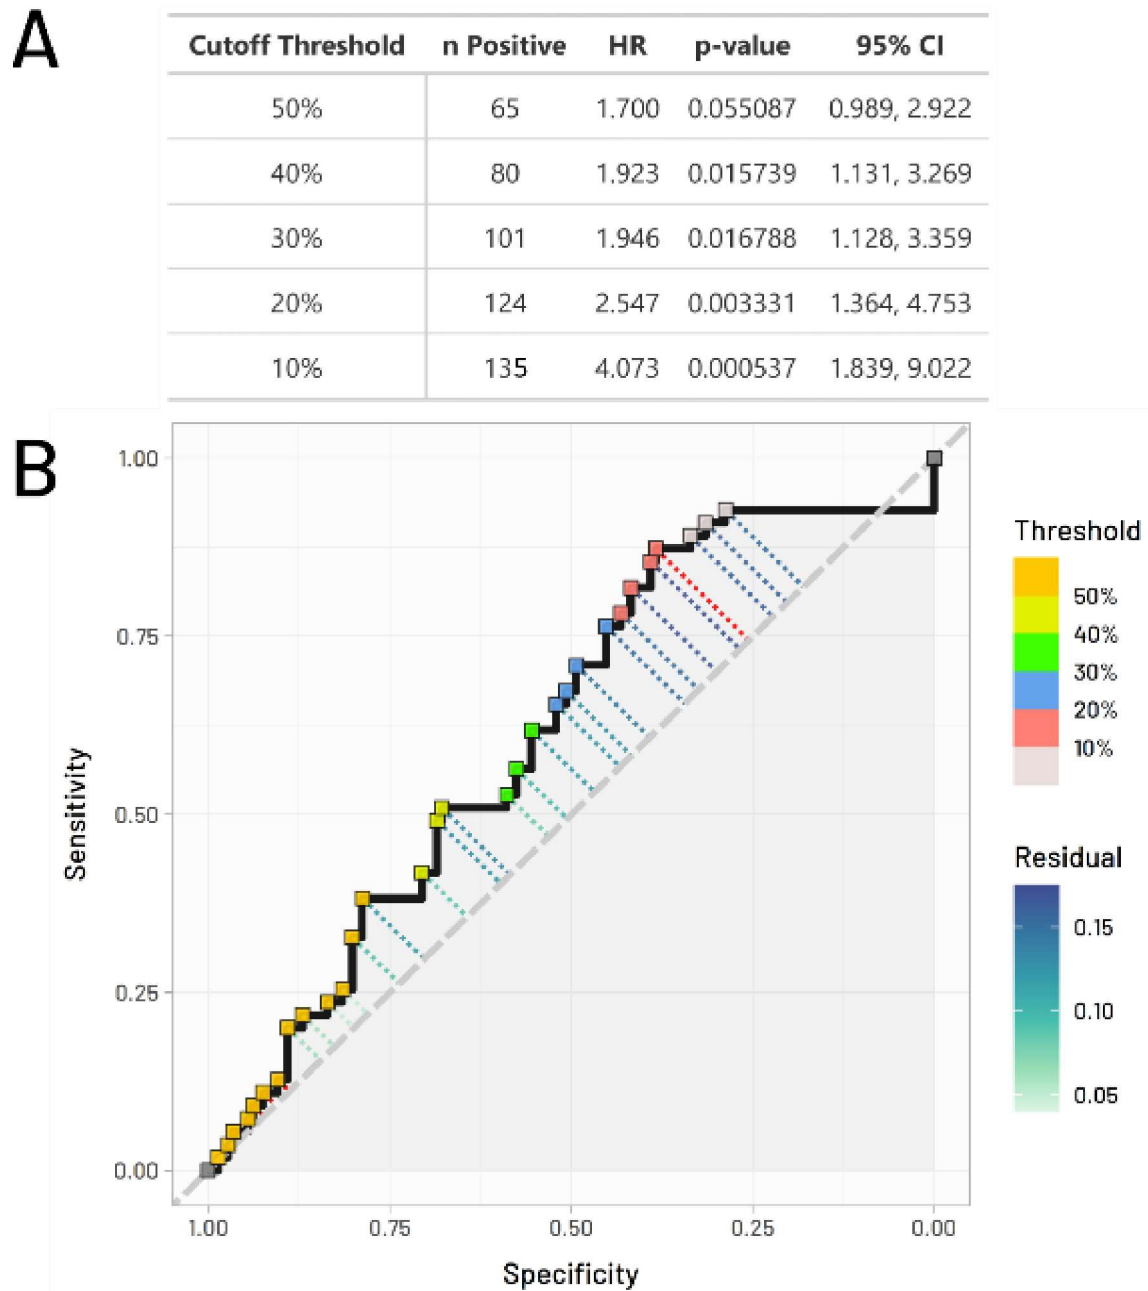 A
Cutoff Threshold n Positive HR p-value 95% CI
50% 65 1.700 0.055087 0.989, 2.922
40% 80 1.923 0.015739 1.131, 3.269
30% 101 1.946 0.016788 1.128, 3.359
20% 124 2.547 0.003331 1.364, 4.753
10% 135 4.073 0.000537 1.839, 9.022
B
1.00
0.75
0.50
0.25
0.00
Sensitivity
1.00 0.75 0.50 0.25 0.00
Specificity
Threshold
50%
40%
30%
20%
10%
Residual
0.15
0.10
0.05